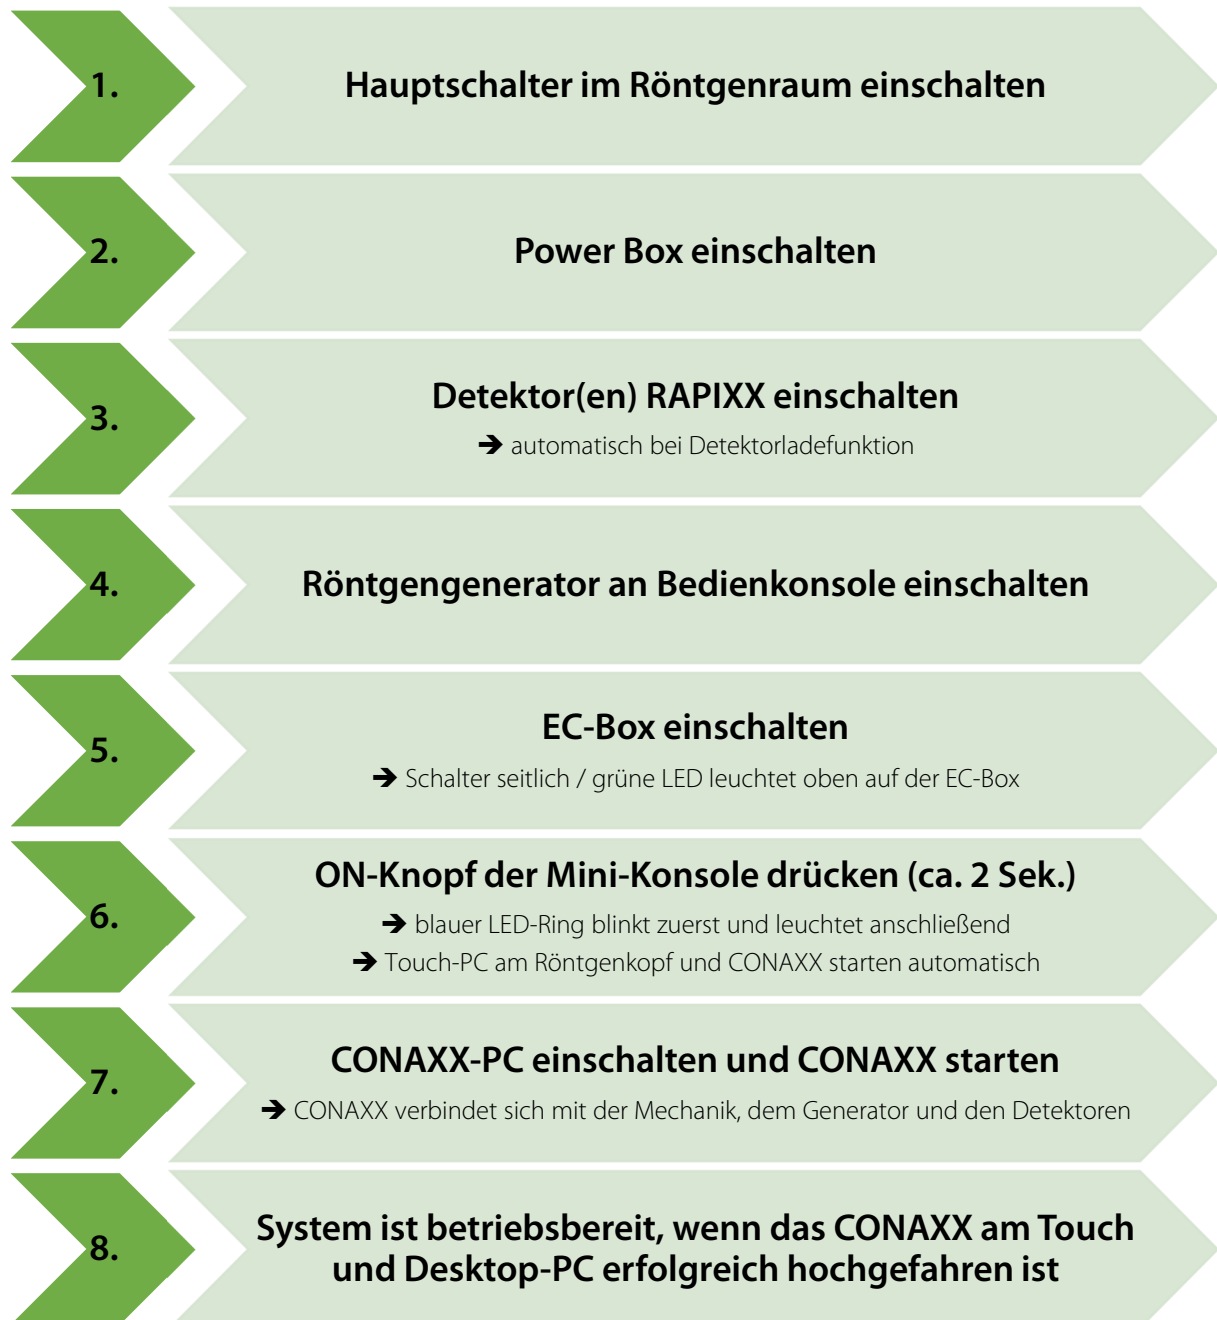 1.
Hauptschalter im Röntgenraum einschalten
2.
Power Box einschalten
3.
Detektor(en) RAPIXX einschalten
➔ automatisch bei Detektorladefunktion
4.
Röntgengenerator an Bedienkonsole einschalten
5.
EC-Box einschalten
➔ Schalter seitlich / grüne LED leuchtet oben auf der EC-Box
6.
ON-Knopf der Mini-Konsole drücken (ca. 2 Sek.)
➔ blauer LED-Ring blinkt zuerst und leuchtet anschließend
➔ Touch-PC am Röntgenkopf und CONAXX starten automatisch
7.
CONAXX-PC einschalten und CONAXX starten
➔ CONAXX verbindet sich mit der Mechanik, dem Generator und den Detektoren
8.
System ist betriebsbereit, wenn das CONAXX am Touch
und Desktop-PC erfolgreich hochgefahren ist